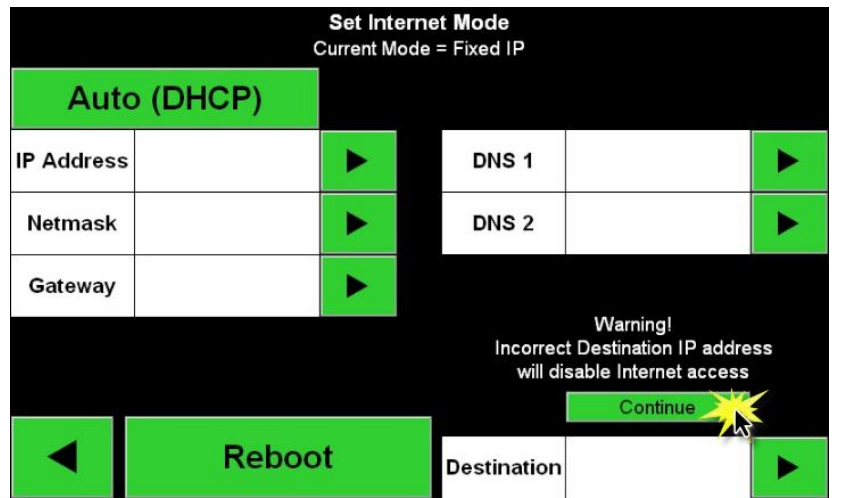 Set Internet Mode
Current Mode = Fixed IP
Auto (DHCP)
IP Address
DNS 1
Netmask
DNS 2
Gateway
Warning!
Incorrect Destination IP address
will disable Internet access
Continue
Reboot
Destination